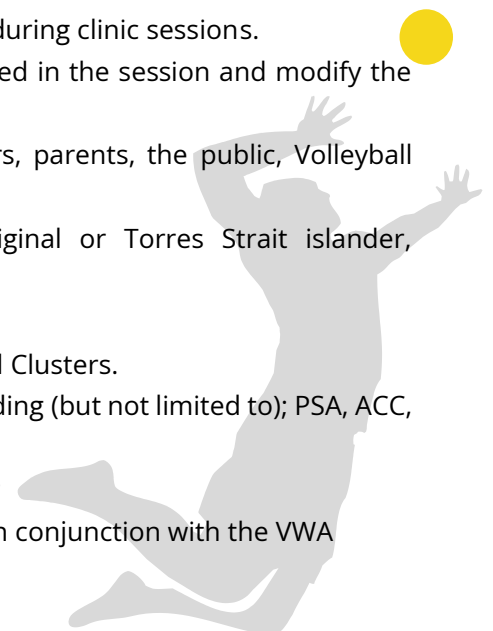 during clinic sessions.
ed in the session and modify the
rs, parents, the public, Volleyball
iginal or Torres Strait islander,
l Clusters.
ding (but not limited to); PSA, ACC,
n conjunction with the VWA